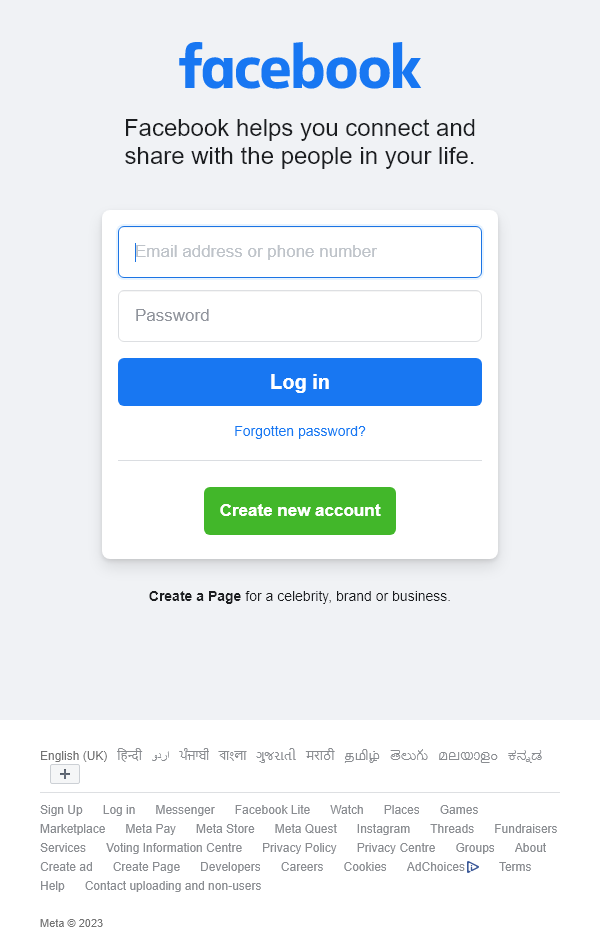 facebook
Facebook helps you connect and
share with the people in your life.
Email address or phone number
Password
Log in
Forgotten password?
Create new account
Create a Page for a celebrity, brand or business.
English (UK) हिन्दी اردو ਪੰਜਾਬੀ বাংলা ગુજરાતી मराठी தமிழ் తెలుగు മലയാളം ಕನ್ನಡ
+
Sign Up Log in Messenger Facebook Lite Watch Places Games
Marketplace Meta Pay Meta Store Meta Quest Instagram Threads Fundraisers
Services Voting Information Centre Privacy Policy Privacy Centre Groups About
Create ad Create Page Developers Careers Cookies AdChoices Terms
Help Contact uploading and non-users
Meta © 2023